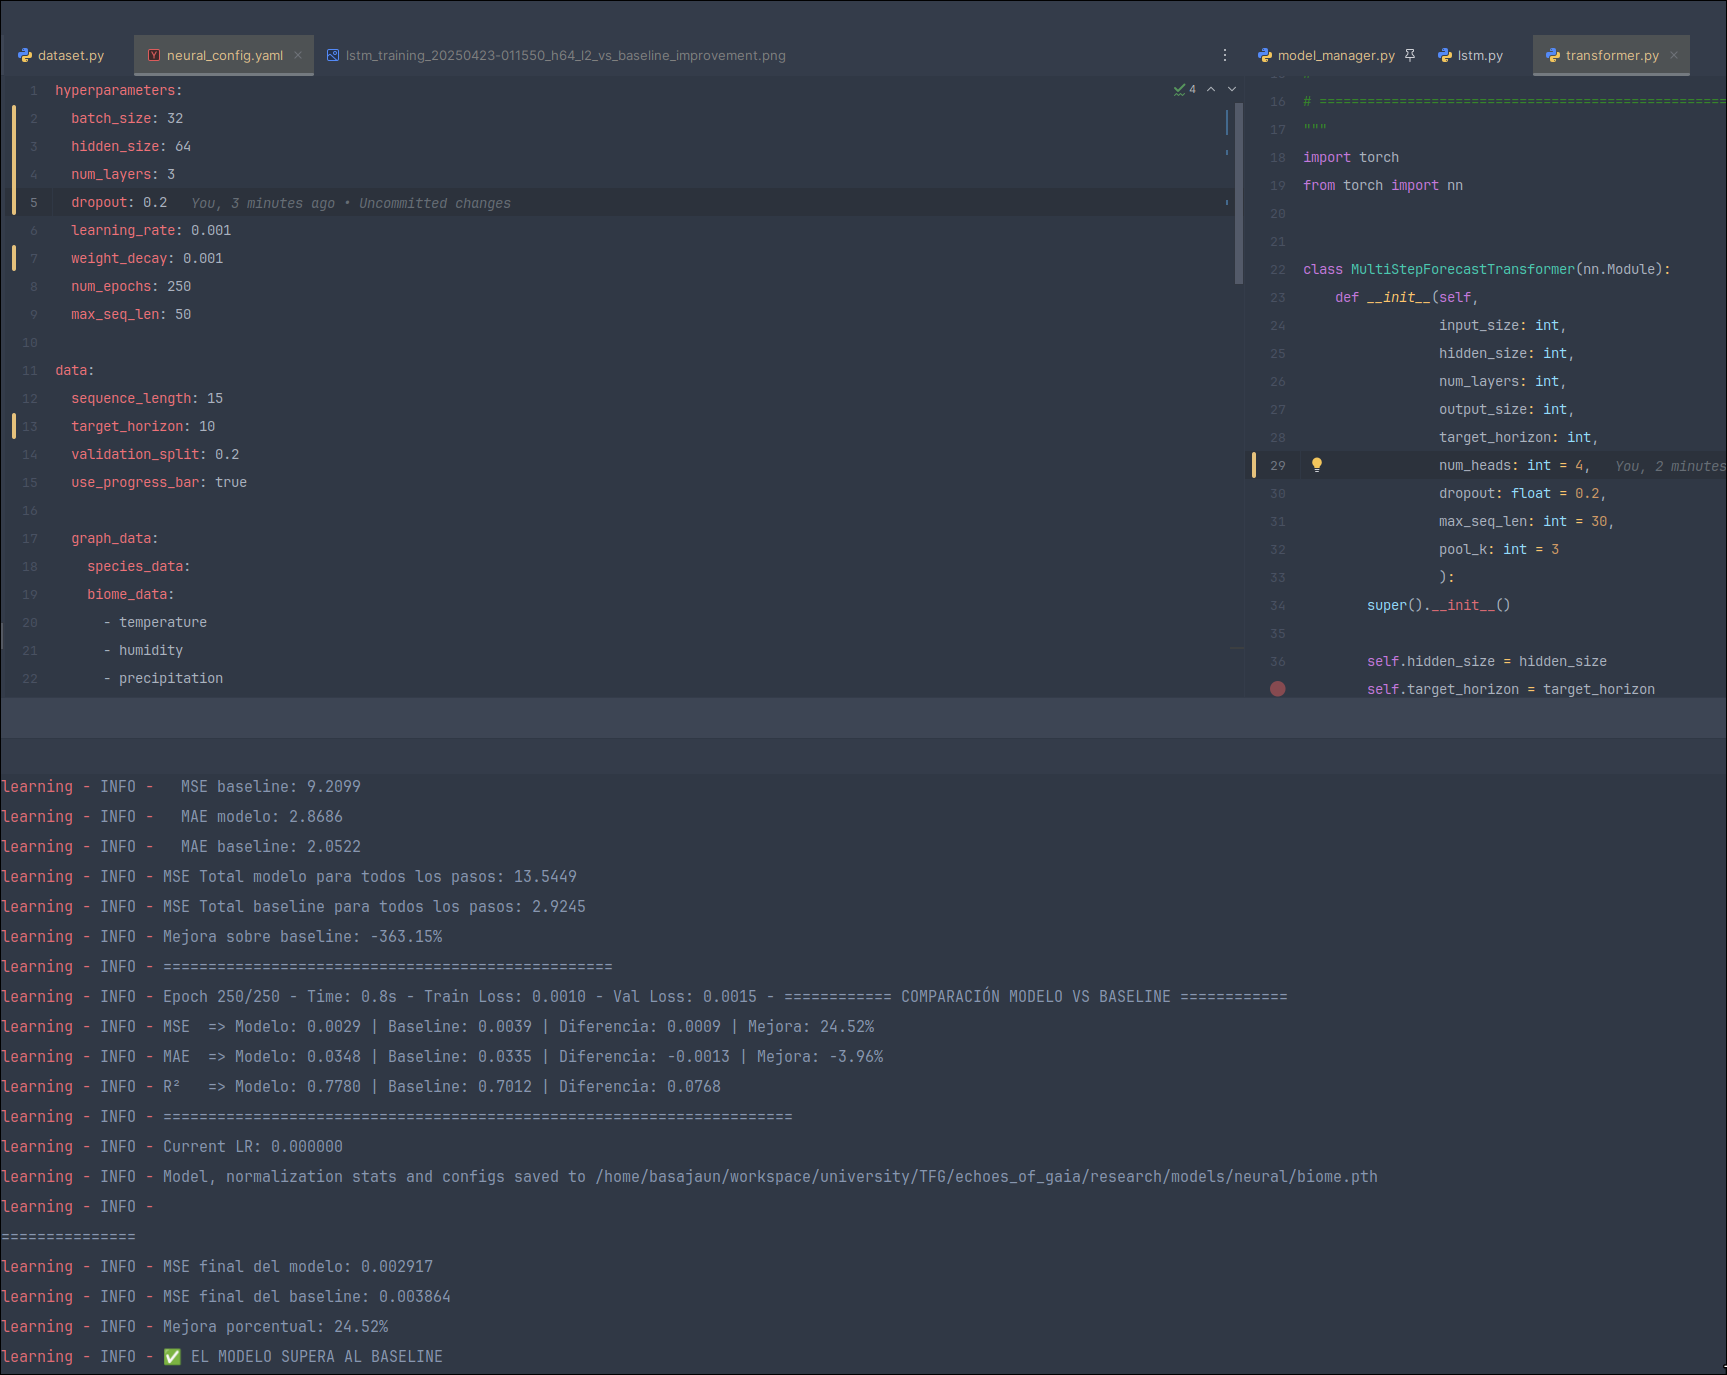 dataset.py
neural_config.yaml
lstm_training_20250423-011550_h64_l2_vs_baseline_improvement.png
4
1 hyperparameters:
2 batch_size: 32
3 hidden_size: 64
4 num_layers: 3
5 dropout: 0.2 You, 3 minutes ago • Uncommitted changes
6 learning_rate: 0.001
7 weight_decay: 0.001
8 num_epochs: 250
9 max_seq_len: 50
10
11 data:
12 sequence_length: 15
13 target_horizon: 10
14 validation_split: 0.2
15 use_progress_bar: true
16
17 graph_data:
18 species_data:
19 biome_data:
20 - temperature
21 - humidity
22 - precipitation
model_manager.py
lstm.py
transformer.py
16 # ===================================================
17 """
18 import torch
19 from torch import nn
20
21
22 class MultiStepForecastTransformer(nn.Module):
23 def __init__(self,
24 input_size: int,
25 hidden_size: int,
26 num_layers: int,
27 output_size: int,
28 target_horizon: int,
29 num_heads: int = 4, You, 2 minutes
30 dropout: float = 0.2,
31 max_seq_len: int = 30,
32 pool_k: int = 3
33 ):
34 super().__init__()
35
36 self.hidden_size = hidden_size
self.target_horizon = target_horizon
learning - INFO -   MSE baseline: 9.2099
learning - INFO -   MAE modelo: 2.8686
learning - INFO -   MAE baseline: 2.0522
learning - INFO - MSE Total modelo para todos los pasos: 13.5449
learning - INFO - MSE Total baseline para todos los pasos: 2.9245
learning - INFO - Mejora sobre baseline: -363.15%
learning - INFO - ==================================================
learning - INFO - Epoch 250/250 - Time: 0.8s - Train Loss: 0.0010 - Val Loss: 0.0015 - ============ COMPARACIÓN MODELO VS BASELINE ============
learning - INFO - MSE  => Modelo: 0.0029 | Baseline: 0.0039 | Diferencia: 0.0009 | Mejora: 24.52%
learning - INFO - MAE  => Modelo: 0.0348 | Baseline: 0.0335 | Diferencia: -0.0013 | Mejora: -3.96%
learning - INFO - R²   => Modelo: 0.7780 | Baseline: 0.7012 | Diferencia: 0.0768
learning - INFO - ======================================================================
learning - INFO - Current LR: 0.000000
learning - INFO - Model, normalization stats and configs saved to /home/basajaun/workspace/university/TFG/echoes_of_gaia/research/models/neural/biome.pth
learning - INFO -
===============
learning - INFO - MSE final del modelo: 0.002917
learning - INFO - MSE final del baseline: 0.003864
learning - INFO - Mejora porcentual: 24.52%
learning - INFO - ✅ EL MODELO SUPERA AL BASELINE